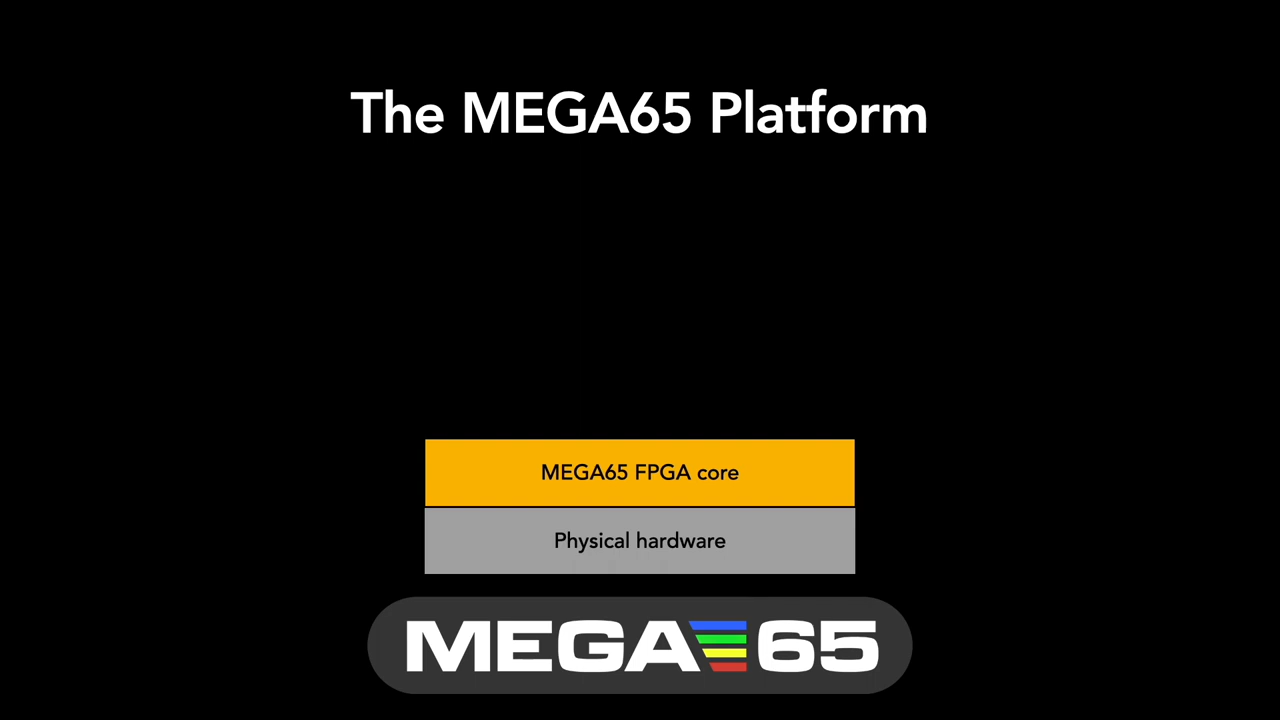 The MEGA65 Platform
MEGA65 FPGA core
Physical hardware
MEGA65